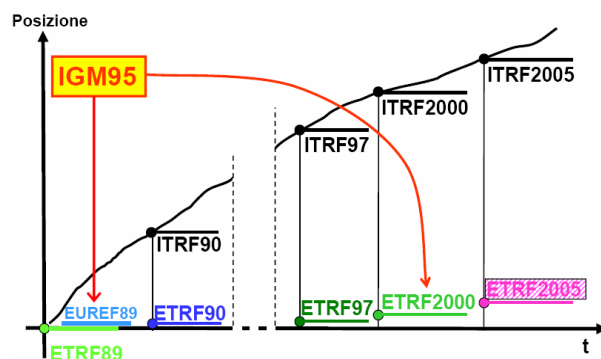 Posizione
IGM95
ITRF2005
ITRF2000
ITRF97
ITRF90
ETRF2005
ETRF2000
ETRF97
ETRF90
EUREF89
ETRF89
t